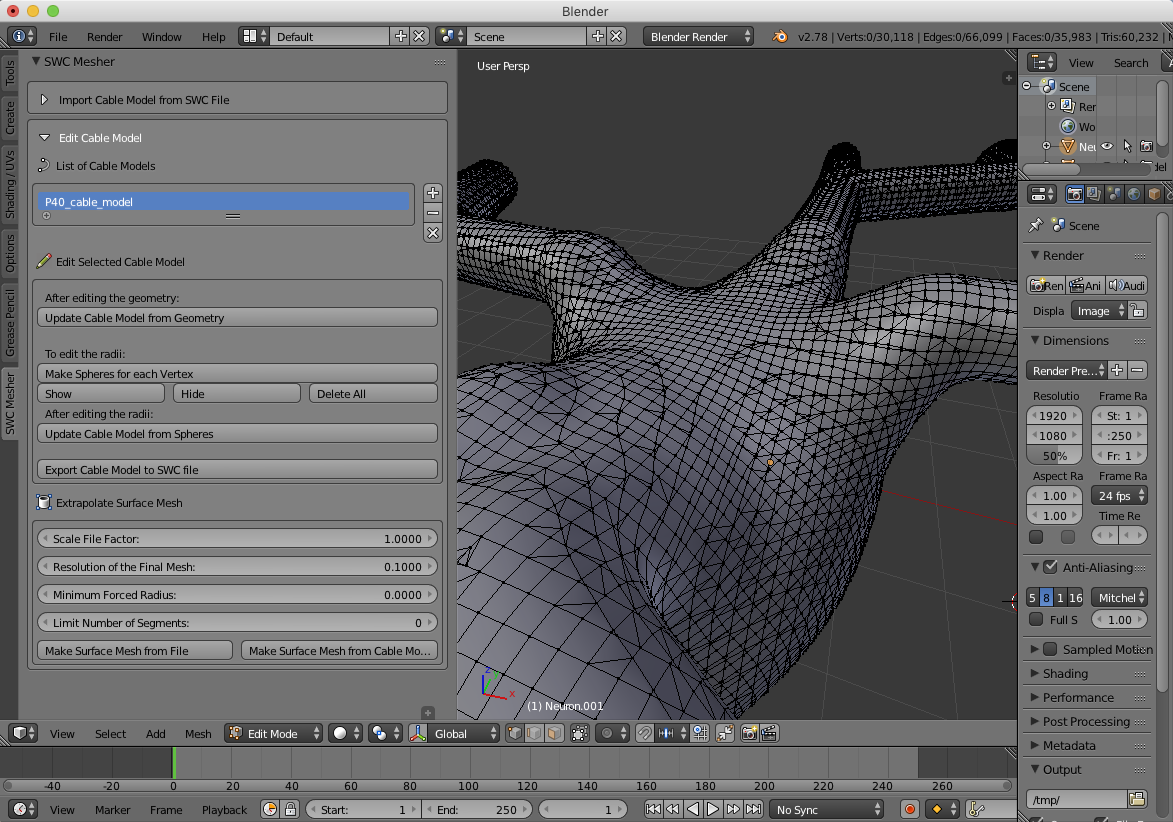 Blender
File Render Window Help Default Scene Blender Render v2.78 | Verts:0/30,118 | Edges:0/66,099 | Faces:0/35,983 | Tris:60,232 |
Tools
Create
Shading / UVs
Options
Grease Pencil
SWC Mesher
SWC Mesher
Import Cable Model from SWC File
Edit Cable Model
List of Cable Models
P40_cable_model
Edit Selected Cable Model
After editing the geometry:
Update Cable Model from Geometry
To edit the radii:
Make Spheres for each Vertex
Show Hide Delete All
After editing the radii:
Update Cable Model from Spheres
Export Cable Model to SWC file
Extrapolate Surface Mesh
Scale File Factor: 1.0000
Resolution of the Final Mesh: 0.1000
Minimum Forced Radius: 0.0000
Limit Number of Segments: 0
Make Surface Mesh from File Make Surface Mesh from Cable Mo...
User Persp
z
x
(1) Neuron.001
View Search
Scene
Rer
Wo
Neu
Scene
Render
Ren Ani Audi
Displa Image
Dimensions
Render Pre...
Resolutio Frame Ra
1920 St: 1
1080 :250
50% Fr: 1
Aspect Ra Frame Ra
1.00 24 fps
1.00 Time Re
Anti-Aliasing
5 8 1 16 Mitchel
Full S 1.00
Sampled Motion
Shading
Performance
Post Processing
Metadata
Output
/tmp/
View Select Add Mesh Edit Mode Global
-40 -20 0 20 40 60 80 100 120 140 160 180 200 220 240 260
View Marker Frame Playback Start: 1 End: 250 1 No Sync